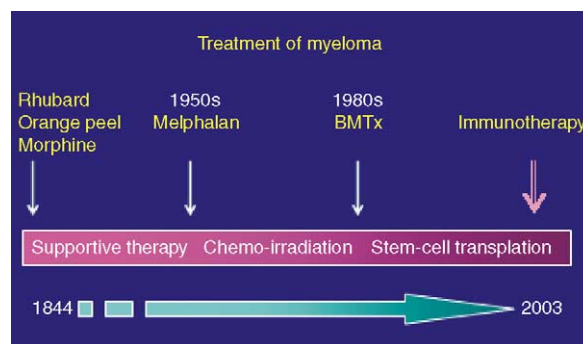 Treatment of myeloma
Rhubard
Orange peel
Morphine
1950s
Melphalan
1980s
BMTx
Immunotherapy
Supportive therapy Chemo-irradiation Stem-cell transplation
1844 2003